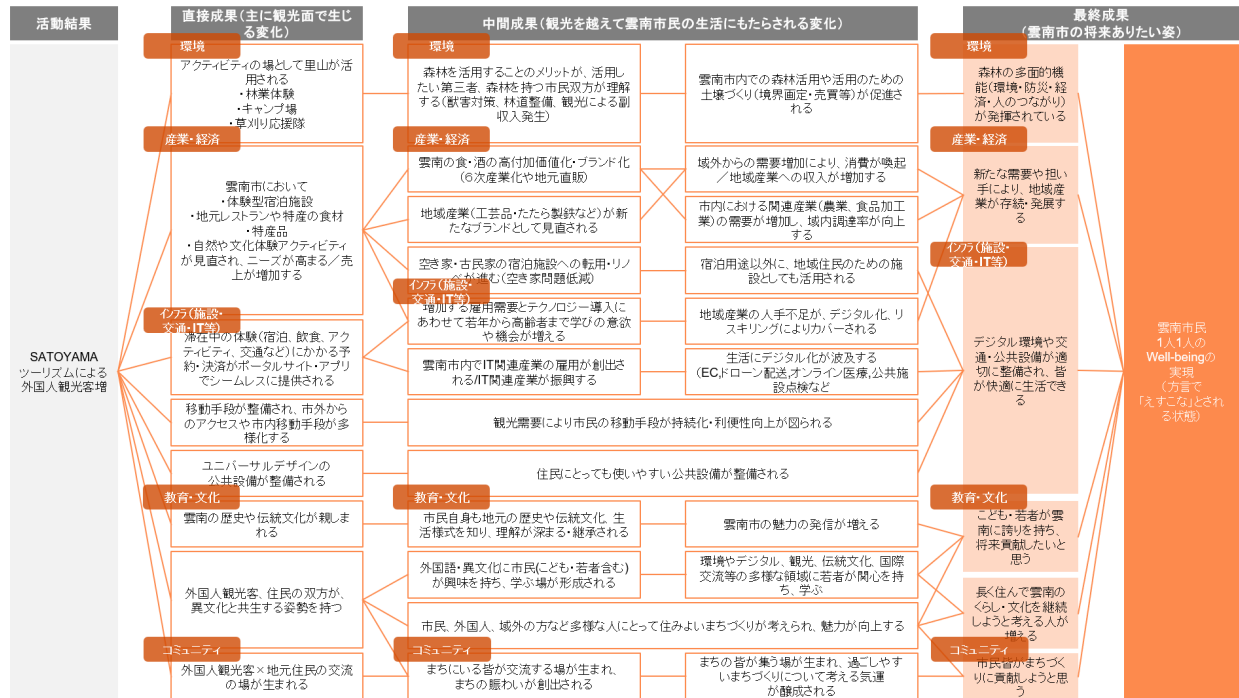 活動結果
直接成果(主に観光面で生じ
る変化)
中間成果(観光を越えて雲南市民の生活にもたらされる変化)
最終成果
(雲南市の将来ありたい姿)
SATOYAMA
ツーリズムによる
外国人観光客増
環境
アクティビティの場として里山が活
用される
・林業体験
・キャンプ場
・草刈り応援隊
産業・経済
雲南市において
・体験型宿泊施設
・地元レストランや特産の食材
・特産品
・自然や文化体験アクティビティ
が見直され、ニーズが高まる/売
上が増加する
インフラ(施設・
交通・IT等)
滞在中の体験(宿泊、飲食、アク
ティビティ、交通など)にかかる予
約・決済がポータルサイト・アプリ
でシームレスに提供される
移動手段が整備され、市外から
のアクセスや市内移動手段が多
様化する
ユニバーサルデザインの
公共設備が整備される
教育・文化
雲南の歴史や伝統文化が親しま
れる
外国人観光客、住民の双方が、
異文化と共生する姿勢を持つ
コミュニティ
外国人観光客×地元住民の交流
の場が生まれる
環境
森林を活用することのメリットが、活用し
たい第三者、森林を持つ市民双方が理解
する(獣害対策、林道整備、観光による副
収入発生)
雲南市内での森林活用や活用のための
土壌づくり(境界画定・売買等)が促進さ
れる
産業・経済
雲南の食・酒の高付加価値化・ブランド化
(6次産業化や地元直販)
域外からの需要増加により、消費が喚起
/地域産業への収入が増加する
地域産業(工芸品・たたら製鉄など)が新
たなブランドとして見直される
市内における関連産業(農業、食品加工
業)の需要が増加し、域内調達率が向上
する
空き家・古民家の宿泊施設への転用・リノ
ベが進む(空き家問題低減)
宿泊用途以外に、地域住民のための施
設としても活用される
インフラ(施設・
交通・IT等)
増加する雇用需要とテクノロジー導入に
あわせて若年から高齢者まで学びの意欲
や機会が増える
地域産業の人手不足が、デジタル化、リ
スキリングによりカバーされる
雲南市内でIT関連産業の雇用が創出さ
れる/IT関連産業が振興する
生活にデジタル化が波及する
(EC,ドローン配送,オンライン医療,公共施
設点検など
観光需要により市民の移動手段が持続化・利便性向上が図られる
住民にとっても使いやすい公共設備が整備される
教育・文化
市民自身も地元の歴史や伝統文化、生
活様式を知り、理解が深まる・継承される
雲南市の魅力の発信が増える
外国語・異文化に市民(こども・若者含む)
が興味を持ち、学ぶ場が形成される
環境やデジタル、観光、伝統文化、国際
交流等の多様な領域に若者が関心を持
ち、学ぶ
市民、外国人、域外の方など多様な人にとって住みよいまちづくりが考えられ、魅力が向上する
コミュニティ
まちにいる皆が交流する場が生まれ、
まちの賑わいが創出される
まちの皆が集う場が生まれ、過ごしやす
いまちづくりについて考える気運
が醸成される
環境
森林の多面的機
能(環境・防災・経
済・人のつながり)
が発揮されている
産業・経済
新たな需要や担い
手により、地域産
業が存続・発展す
る
インフラ(施設・
交通・IT等)
デジタル環境や交
通・公共設備が適
切に整備され、皆
が快適に生活でき
る
教育・文化
こども・若者が雲
南に誇りを持ち、
将来貢献したいと
思う
長く住んで雲南の
くらし・文化を継続
しようと考える人が
増える
コミュニティ
市民皆がまちづく
りに貢献しようと思
う
雲南市民
1人1人の
Well-beingの
実現
(方言で
「えすこな」とされ
る状態)